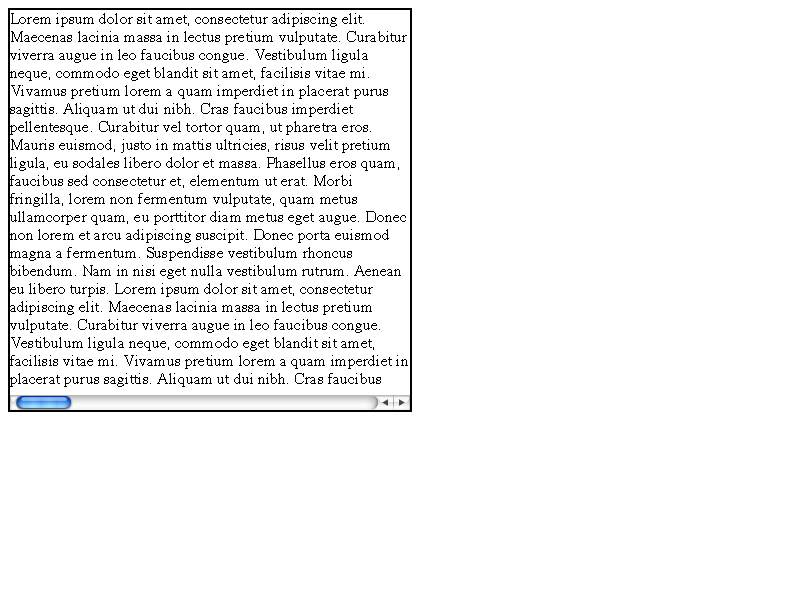 Lorem ipsum dolor sit amet, consectetur adipiscing elit.
Maecenas lacinia massa in lectus pretium vulputate. Curabitur
viverra augue in leo faucibus congue. Vestibulum ligula
neque, commodo eget blandit sit amet, facilisis vitae mi.
Vivamus pretium lorem a quam imperdiet in placerat purus
sagittis. Aliquam ut dui nibh. Cras faucibus imperdiet
pellentesque. Curabitur vel tortor quam, ut pharetra eros.
Mauris euismod, justo in mattis ultricies, risus velit pretium
ligula, eu sodales libero dolor et massa. Phasellus eros quam,
faucibus sed consectetur et, elementum ut erat. Morbi
fringilla, lorem non fermentum vulputate, quam metus
ullamcorper quam, eu porttitor diam metus eget augue. Donec
non lorem et arcu adipiscing suscipit. Donec porta euismod
magna a fermentum. Suspendisse vestibulum rhoncus
bibendum. Nam in nisi eget nulla vestibulum rutrum. Aenean
eu libero turpis. Lorem ipsum dolor sit amet, consectetur
adipiscing elit. Maecenas lacinia massa in lectus pretium
vulputate. Curabitur viverra augue in leo faucibus congue.
Vestibulum ligula neque, commodo eget blandit sit amet,
facilisis vitae mi. Vivamus pretium lorem a quam imperdiet in
placerat purus sagittis. Aliquam ut dui nibh. Cras faucibus